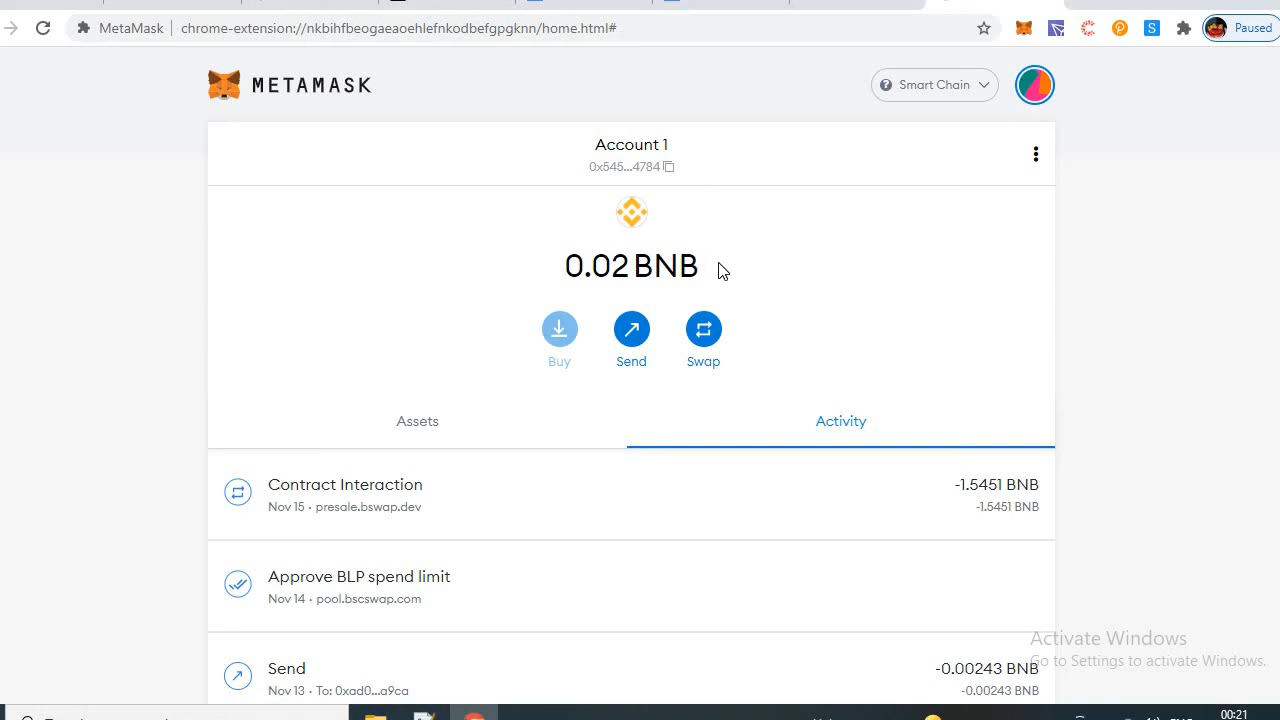 MetaMask | chrome-extension://nkbihfbeogaeaoehlefnkodbefgpgknn/home.html#
S
Paused
METAMASK
? Smart Chain
Account 1
0x545...4784
0.02 BNB
Buy
Send
Swap
Assets
Activity
Contract Interaction
-1.5451 BNB
Nov 15 · presale.bswap.dev
-1.5451 BNB
Approve BLP spend limit
Nov 14 · pool.bscswap.com
Activate Windows
Go to Settings to activate Windows.
Send
-0.00243 BNB
Nov 13 · To: 0xad0...a9ca
-0.00243 BNB
00:21